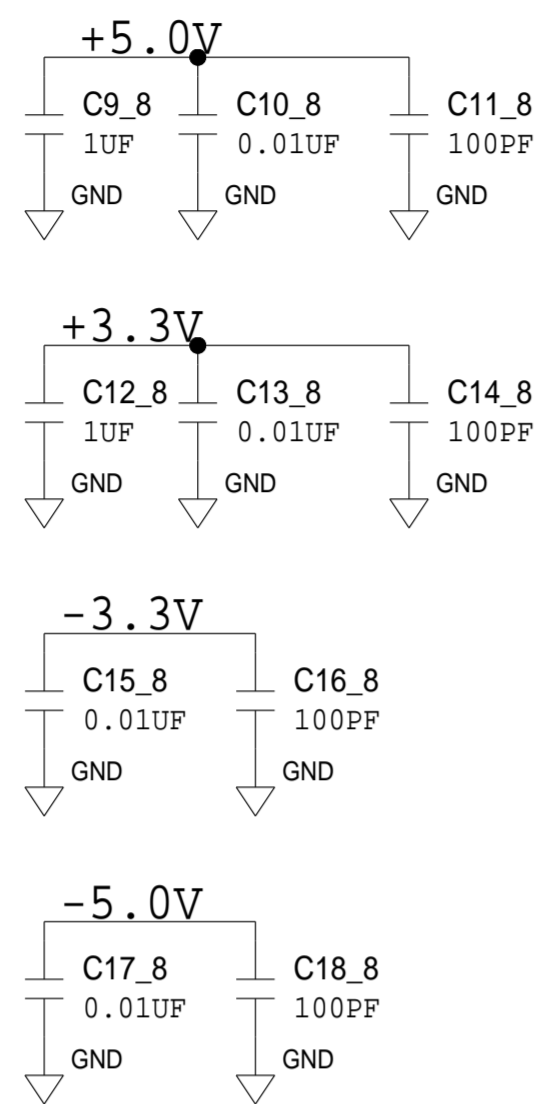 +5.0V
C9_8 C10_8 C11_8
1UF 0.01UF 100PF
GND GND GND
+3.3V
C12_8 C13_8 C14_8
1UF 0.01UF 100PF
GND GND GND
-3.3V
C15_8 C16_8
0.01UF 100PF
GND GND
-5.0V
C17_8 C18_8
0.01UF 100PF
GND GND